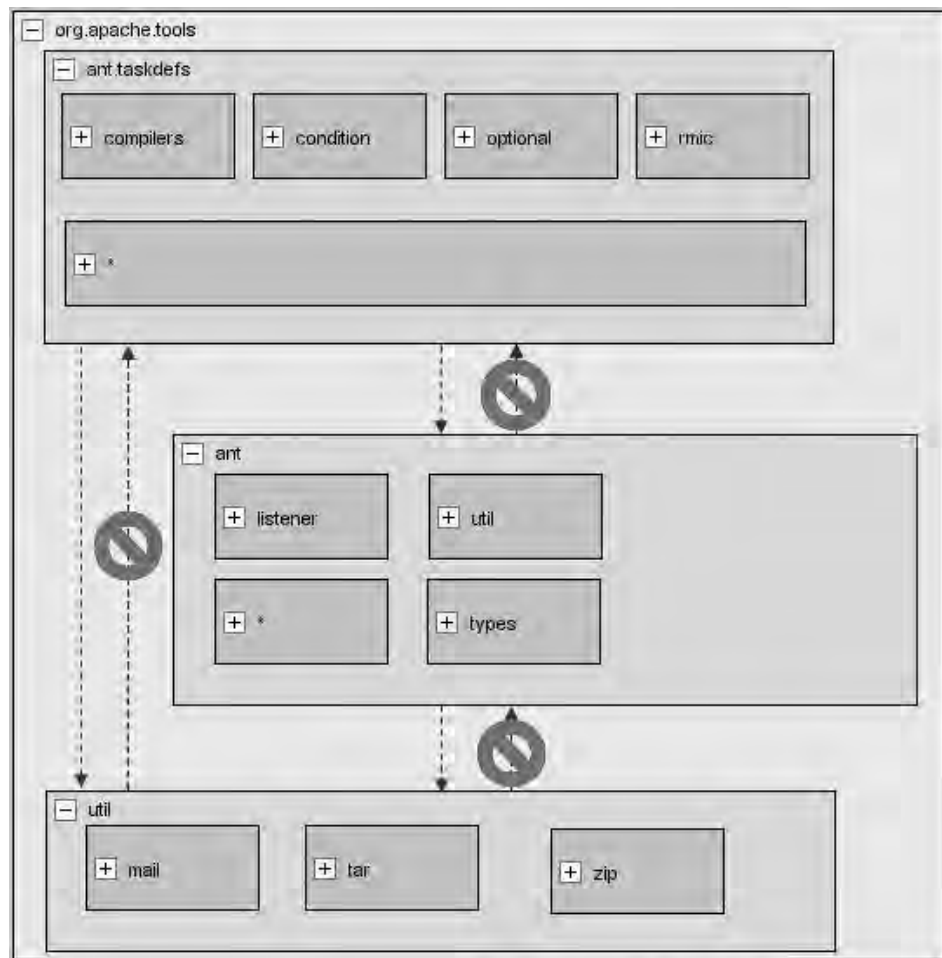 org.apache.tools
ant.taskdefs
compilers
condition
optional
rmic
*
ant
listener
util
*
types
util
mail
tar
zip